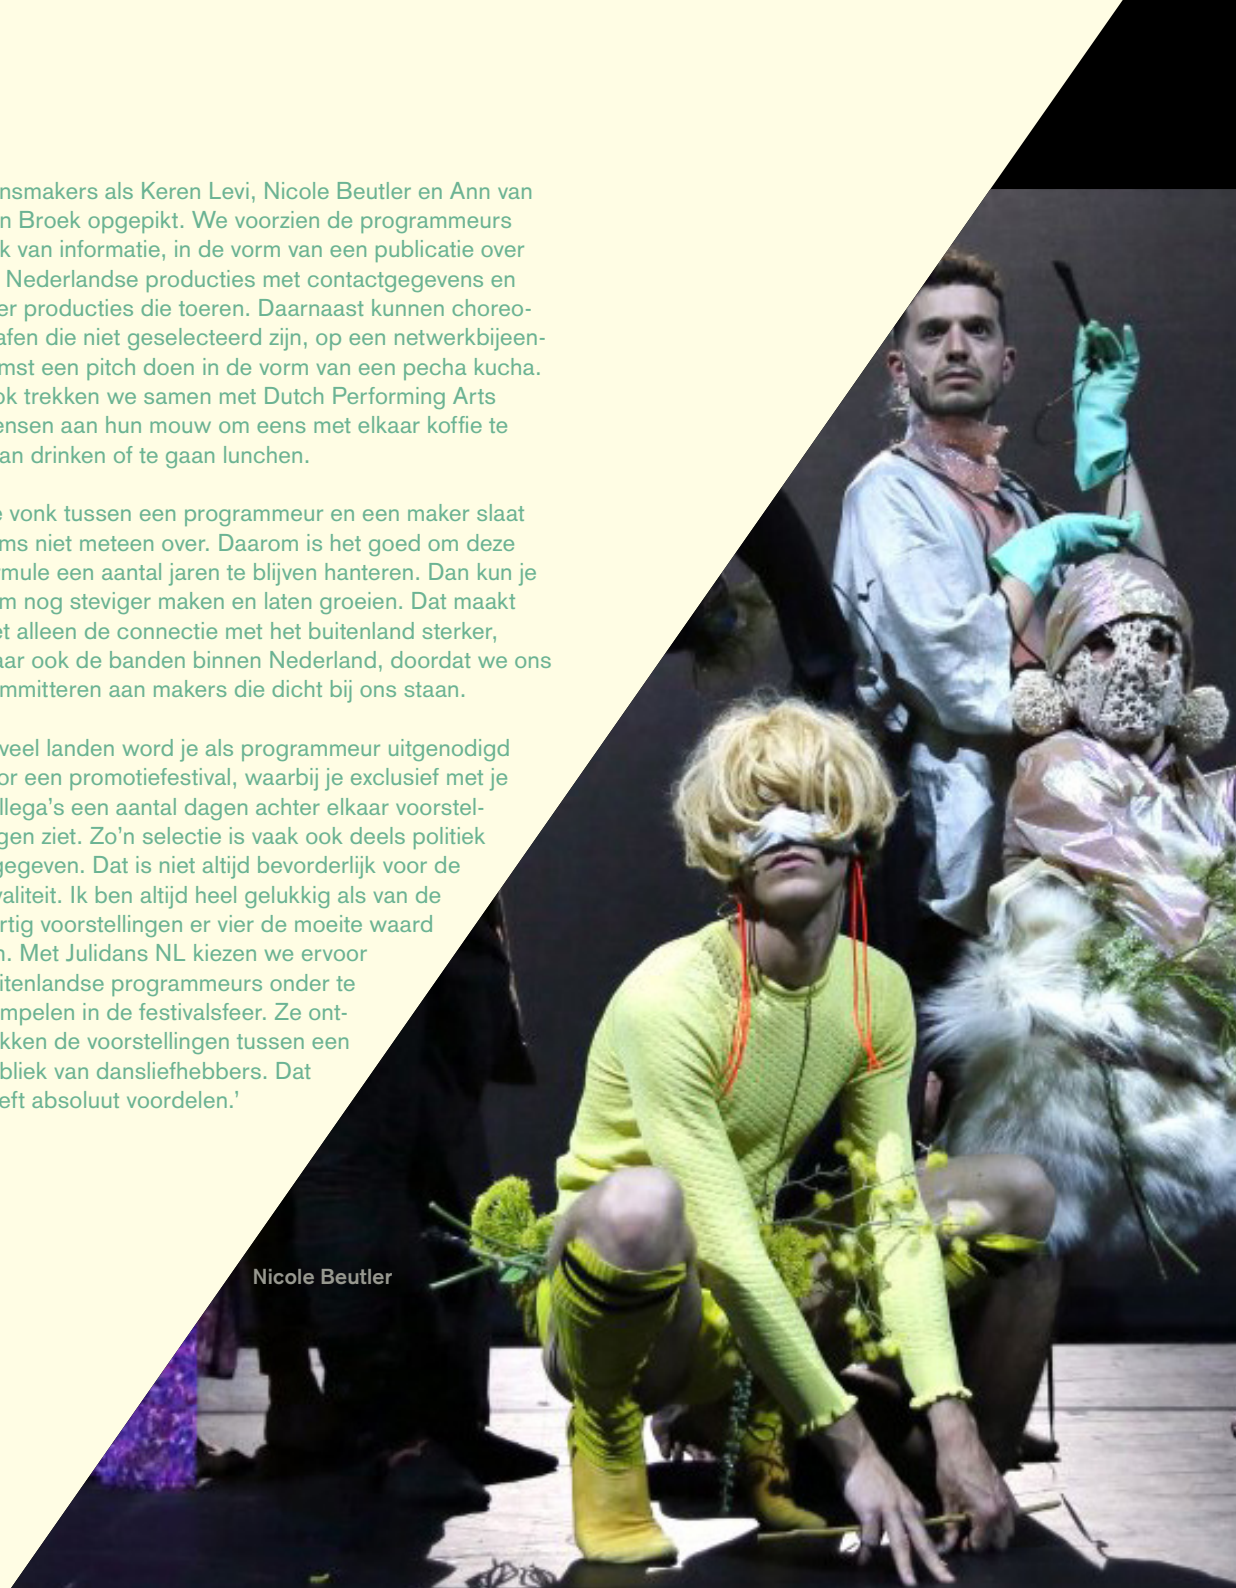 nsmakers als Keren Levi, Nicole Beutler en Ann van
n Broek opgepikt. We voorzien de programmeurs
k van informatie, in de vorm van een publicatie over
Nederlandse producties met contactgegevens en
er producties die toeren. Daarnaast kunnen choreo-
afen die niet geselecteerd zijn, op een netwerkbijeen-
mst een pitch doen in de vorm van een pecha kucha.
ok trekken we samen met Dutch Performing Arts
ensen aan hun mouw om eens met elkaar koffie te
an drinken of te gaan lunchen.
e vonk tussen een programmeur en een maker slaat
ms niet meteen over. Daarom is het goed om deze
rmule een aantal jaren te blijven hanteren. Dan kun je
m nog steviger maken en laten groeien. Dat maakt
et alleen de connectie met het buitenland sterker,
aar ook de banden binnen Nederland, doordat we ons
mmitteren aan makers die dicht bij ons staan.
veel landen word je als programmeur uitgenodigd
or een promotiefestival, waarbij je exclusief met je
llega's een aantal dagen achter elkaar voorstel-
gen ziet. Zo'n selectie is vaak ook deels politiek
gegeven. Dat is niet altijd bevorderlijk voor de
valiteit. Ik ben altijd heel gelukkig als van de
rtig voorstellingen er vier de moeite waard
n. Met Julidans NL kiezen we ervoor
itenlandse programmeurs onder te
mpelen in de festivalsfeer. Ze ont-
kken de voorstellingen tussen een
bliek van dansliefhebbers. Dat
eft absoluut voordelen.'
Nicole Beutler